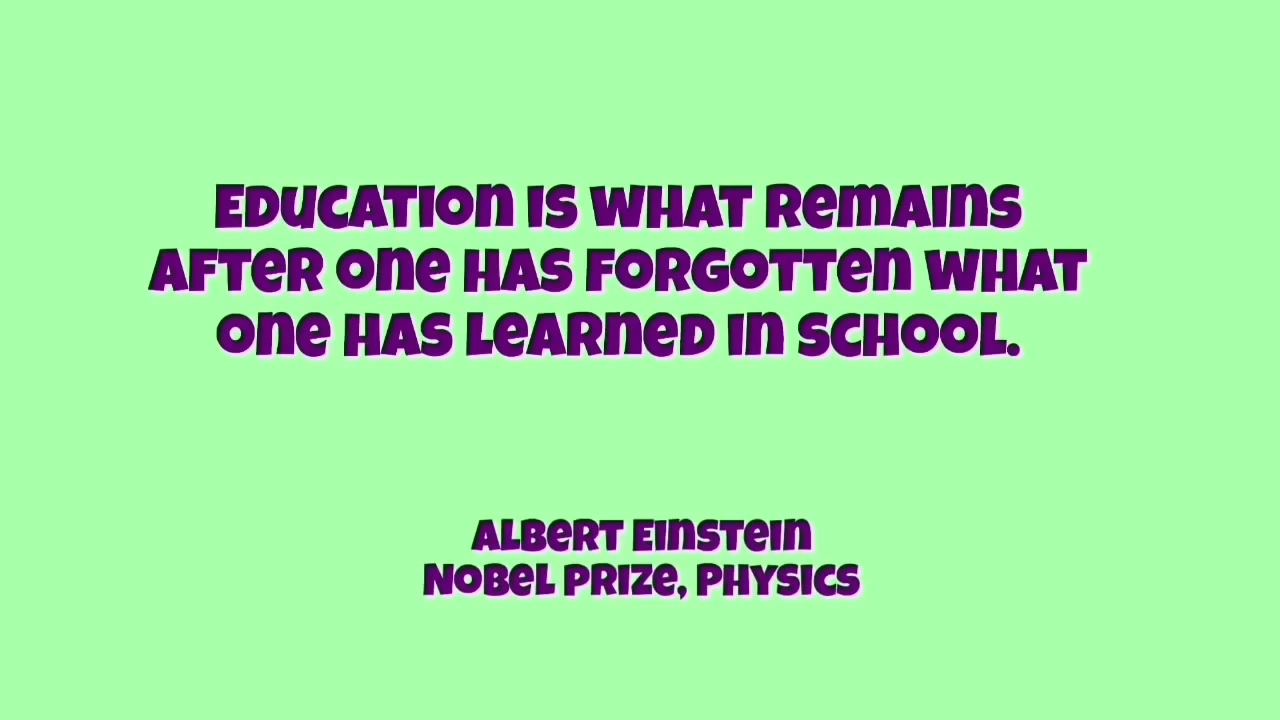 Education is what remains
after one has forgotten what
one has learned in school.
Albert Einstein
Nobel Prize, Physics